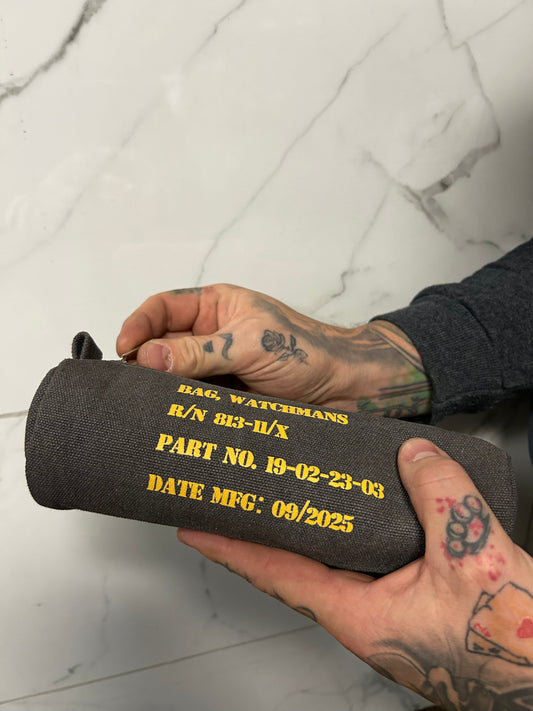 BAG, WATCHMANS
R/N 813-11/X
PART NO. 19-02-23-03
DATE MFG: 09/2025